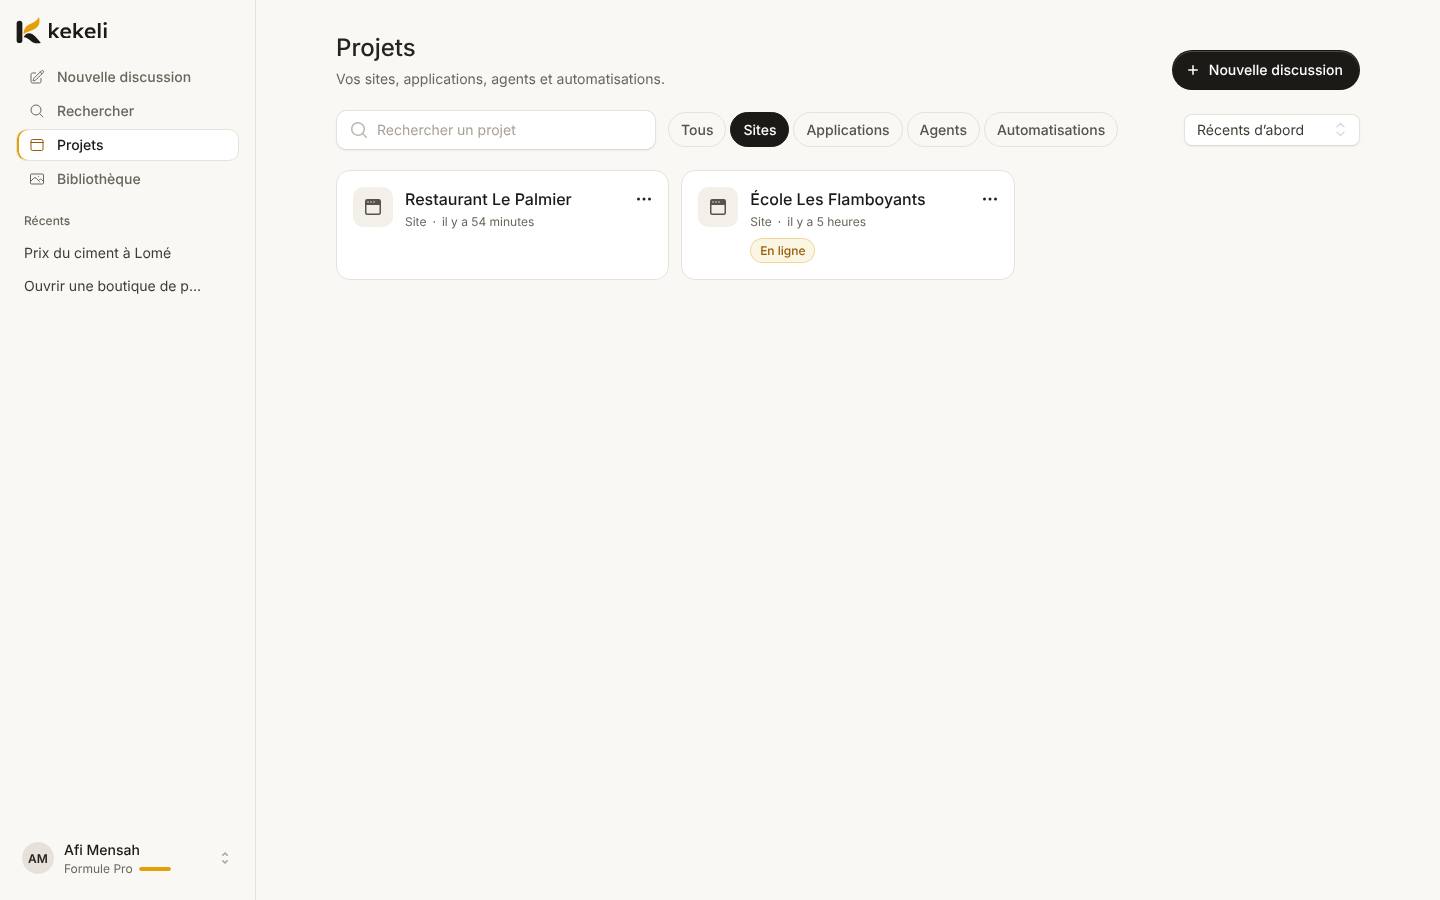 kekeli
Nouvelle discussion
Rechercher
Projets
Bibliothèque
Récents
Prix du ciment à Lomé
Ouvrir une boutique de p...
AM
Afi Mensah
Formule Pro
Projets
Vos sites, applications, agents et automatisations.
+ Nouvelle discussion
Rechercher un projet
Tous
Sites
Applications
Agents
Automatisations
Récents d’abord
Restaurant Le Palmier
Site · il y a 54 minutes
École Les Flamboyants
Site · il y a 5 heures
En ligne